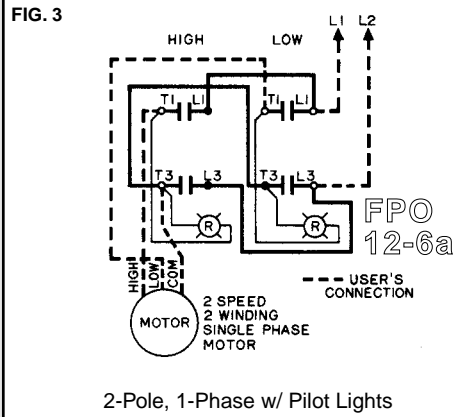 FIG. 3
L1 L2
HIGH LOW
T1 L1 T1 L1
T3 L3 T3 L3
R R
FPO
12-6a
HIGH
LOW
COM
USER'S
CONNECTION
MOTOR
2 SPEED
2 WINDING
SINGLE PHASE
MOTOR
2-Pole, 1-Phase w/ Pilot Lights